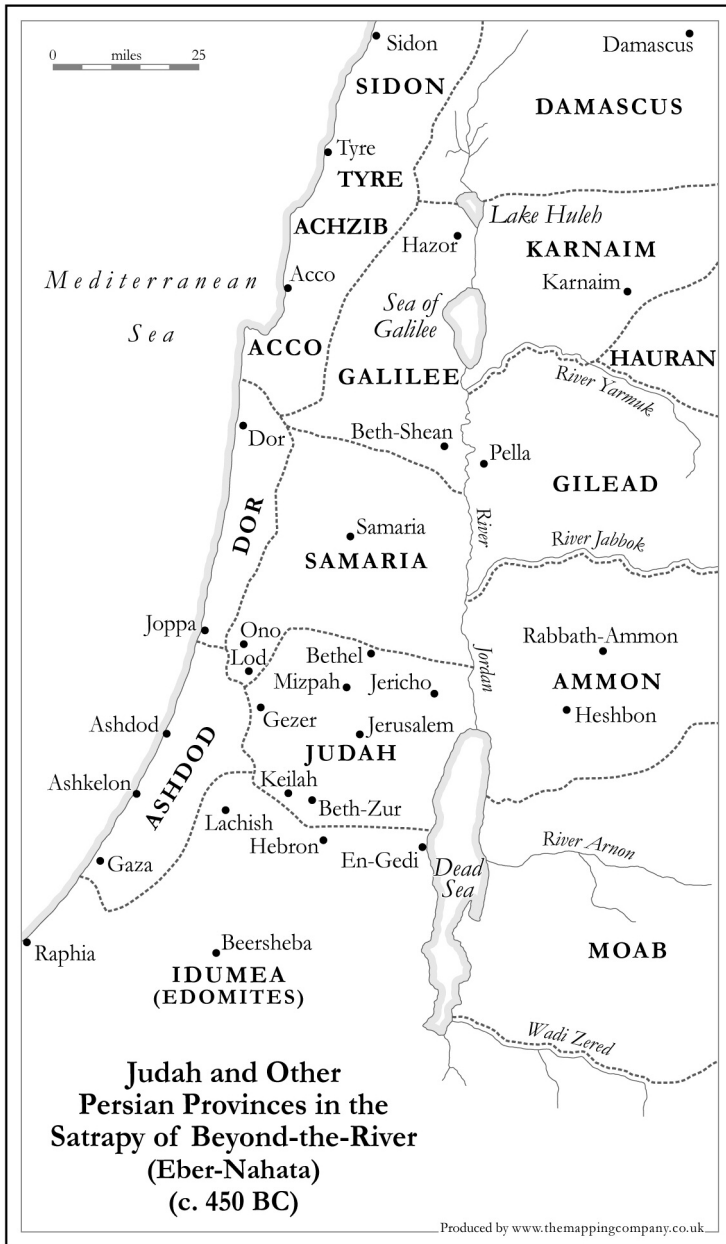 0 miles 25
Sidon
Damascus
SIDON
DAMASCUS
Tyre
TYRE
ACHZIB
Lake Huleh
Hazor
KARNAIM
Karnaim
Mediterranean
Sea
Acco
Sea of
Galilee
ACCO
HAURAN
GALILEE
River Yarmuk
Dor
Beth-Shean
Pella
GILEAD
DOR
Samaria
SAMARIA
River
Jordan
River Jabbok
Joppa
Ono
Lod
Bethel
Mizpah
Jericho
Rabbath-Ammon
AMMON
Heshbon
Gezer
Ashdod
Jerusalem
JUDAH
ASHDOD
Ashkelon
Keilah
Beth-Zur
Lachish
Hebron
En-Gedi
Gaza
Dead
Sea
River Arnon
Raphia
Beersheba
MOAB
IDUMEA
(EDOMITES)
Wadi Zered
Judah and Other
Persian Provinces in the
Satrapy of Beyond-the-River
(Eber-Nahata)
(c. 450 BC)
Produced by www.themappingcompany.co.uk